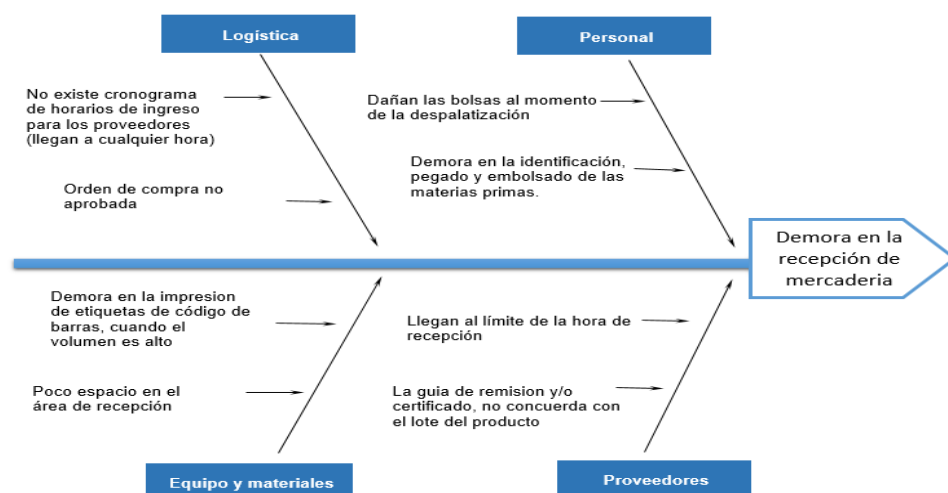 Logística
Personal
No existe cronograma
de horarios de ingreso
para los proveedores
(llegan a cualquier hora)
Orden de compra no
aprobada
Dañan las bolsas al momento
de la despalatización
Demora en la identificación,
pegado y embolsado de las
materias primas.
Demora en la
recepción de
mercaderia
Demora en la impresion
de etiquetas de código de
barras, cuando el
volumen es alto
Poco espacio en el
área de recepción
Llegan al límite de la hora de
recepción
La guia de remision y/o
certificado, no concuerda con
el lote del producto
Equipo y materiales
Proveedores